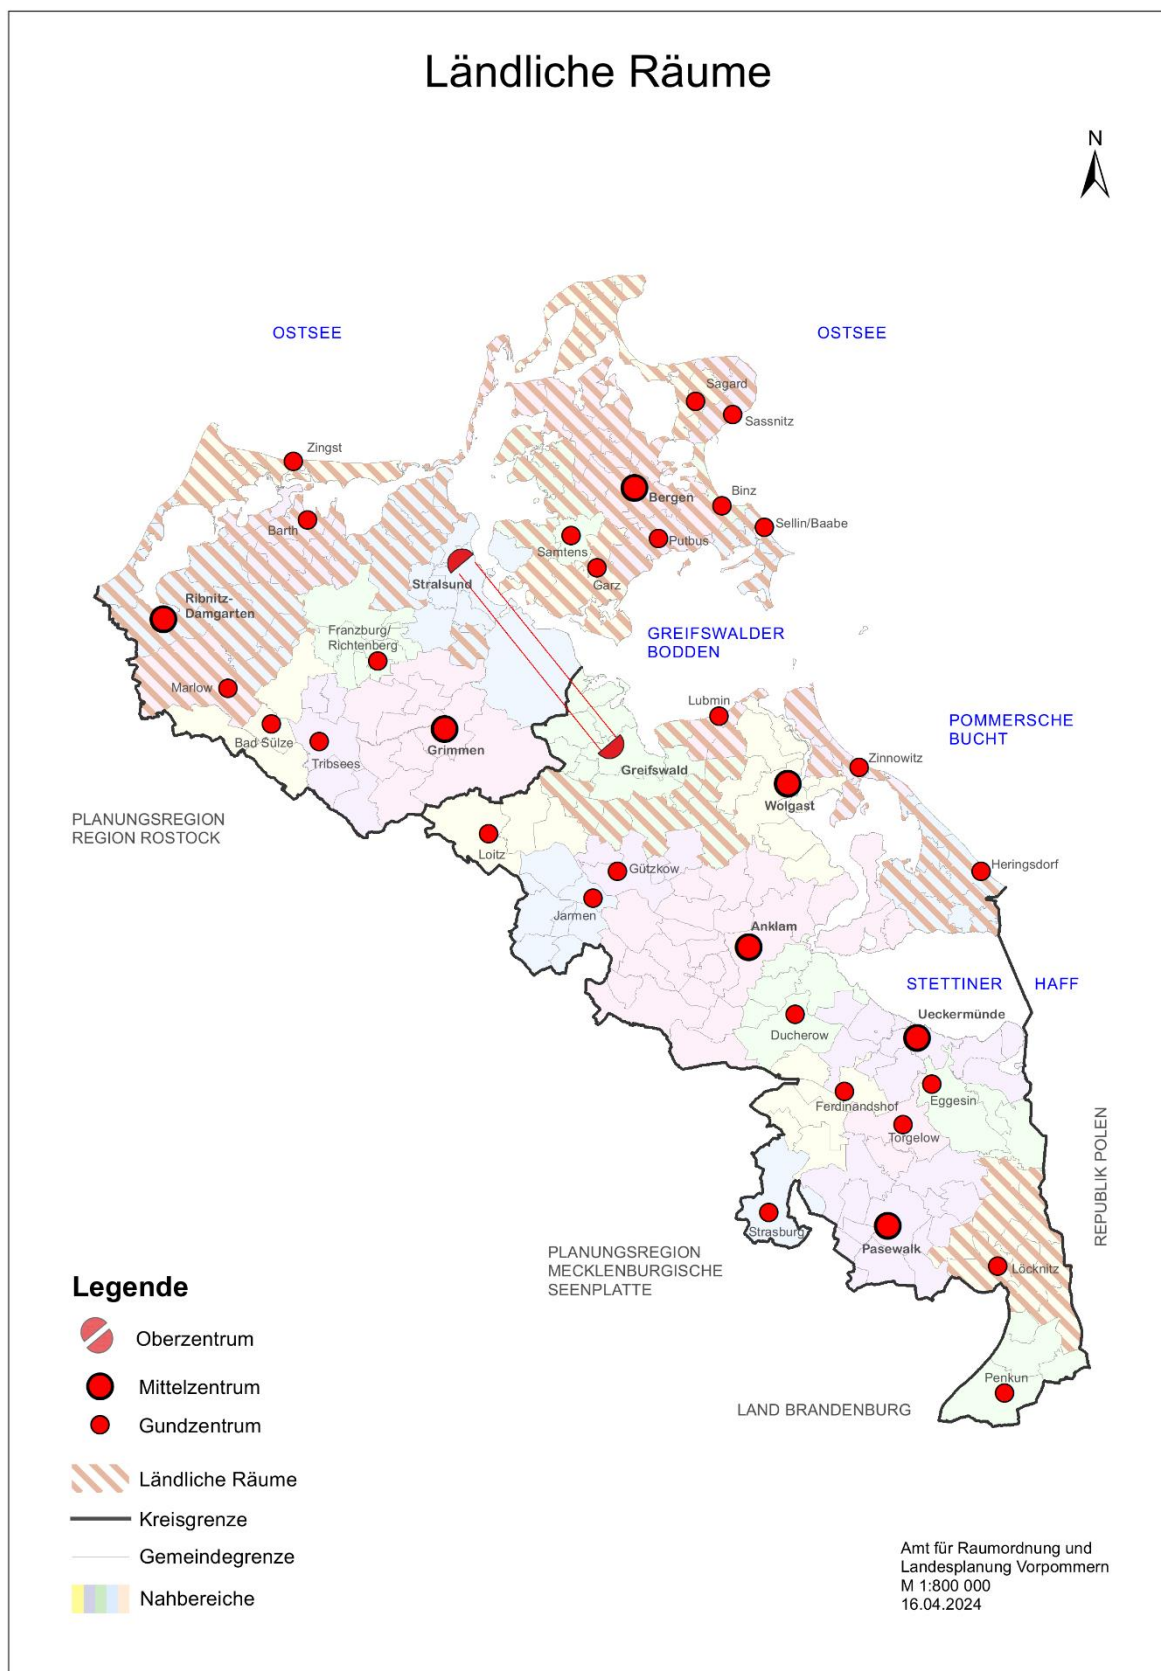 Ländliche Räume
N
OSTSEE
OSTSEE
Sagard
Sassnitz
Zingst
Bergen
Binz
Barth
Sellin/Baabe
Samtens
Putbus
Stralsund
Garz
Ribnitz-
Damgarten
Franzburg/
Richtenberg
GREIFSWALDER
BODDEN
Marlow
Lubmin
POMMERSCHE
BUCHT
Bad Sülze
Grimmen
Tribsees
Greifswald
Zinnowitz
Wolgast
PLANUNGSREGION
REGION ROSTOCK
Loitz
Gützkow
Heringsdorf
Jarmen
Anklam
STETTINER
HAFF
Ueckermünde
Ducherow
Eggesin
Ferdinandshof
Torgelow
REPUBLIK POLEN
Strasburg
Pasewalk
PLANUNGSREGION
MECKLENBURGISCHE
SEENPLATTE
Löcknitz
Penkun
LAND BRANDENBURG
Legende
Oberzentrum
Mittelzentrum
Gundzentrum
Ländliche Räume
Kreisgrenze
Gemeindegrenze
Nahbereiche
Amt für Raumordnung und
Landesplanung Vorpommern
M 1:800 000
16.04.2024